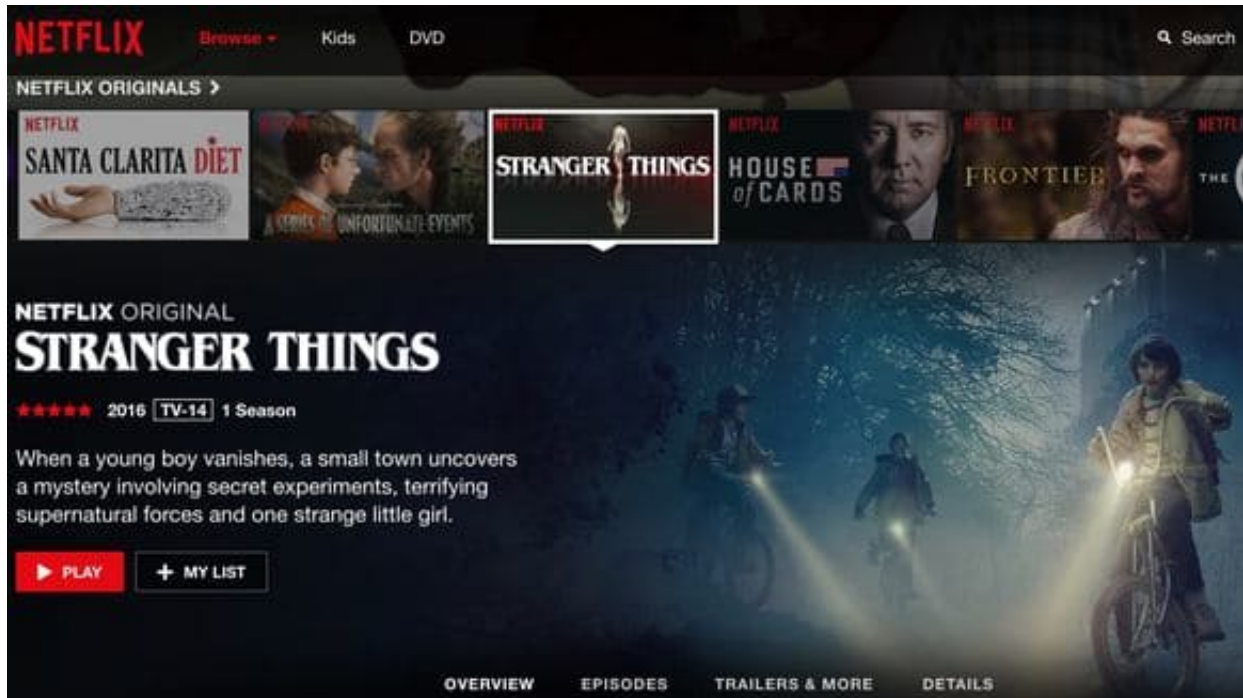 NETFLIX Browse Kids DVD Search
NETFLIX ORIGINALS >
NETFLIX
SANTA CLARITA DIET
A SERIES OF UNFORTUNATE EVENTS
NETFLIX
STRANGER THINGS
NETFLIX
HOUSE
of CARDS
NETFLIX
FRONTIER
THE
NETFLIX ORIGINAL
STRANGER THINGS
★★★★★ 2016 TV-14 1 Season
When a young boy vanishes, a small town uncovers
a mystery involving secret experiments, terrifying
supernatural forces and one strange little girl.
PLAY + MY LIST
OVERVIEW EPISODES TRAILERS & MORE DETAILS